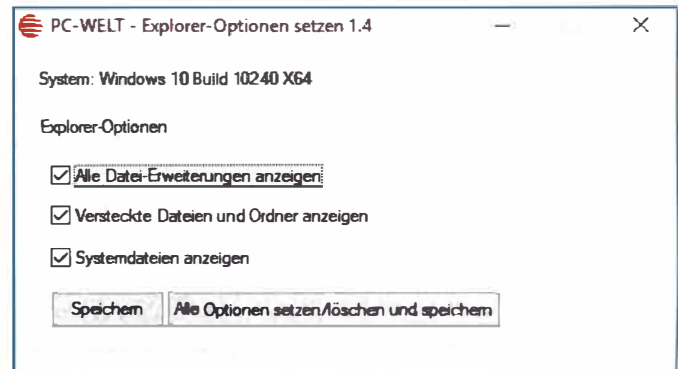 PC-WELT - Explorer-Optionen setzen 1.4
System: Windows 10 Build 10240 X64
Explorer-Optionen
Alle Datei-Erweiterungen anzeigen
Versteckte Dateien und Ordner anzeigen
Systemdateien anzeigen
Speichern Alle Optionen setzen/löschen und speichern